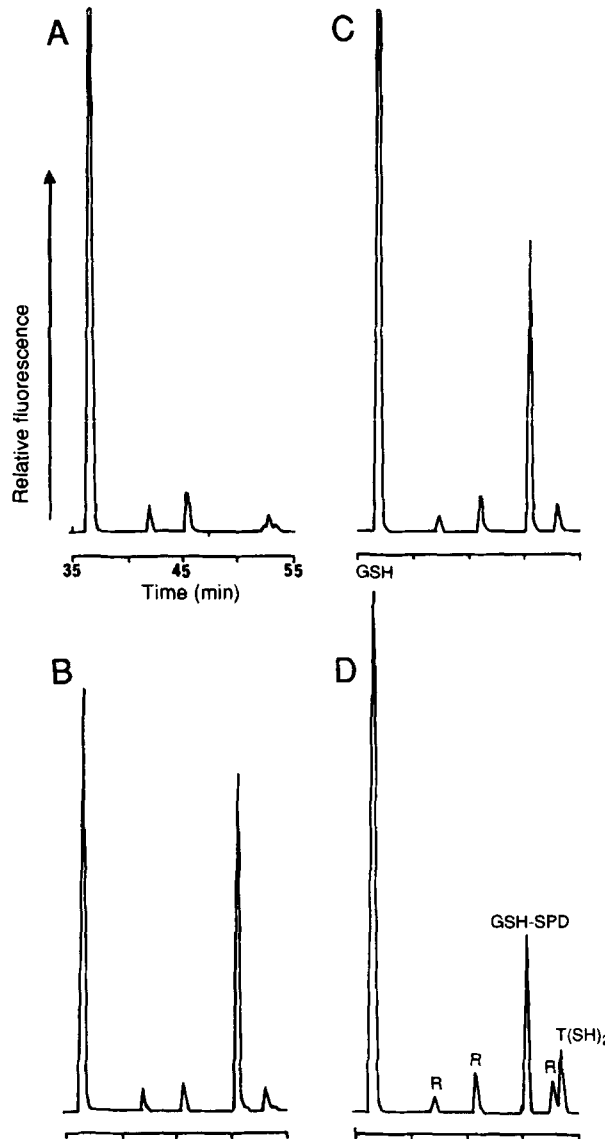 A
C
Relative fluorescence
35 45 55
Time (min)
GSH
B
D
GSH-SPD
T(SH)₂
R
R
R